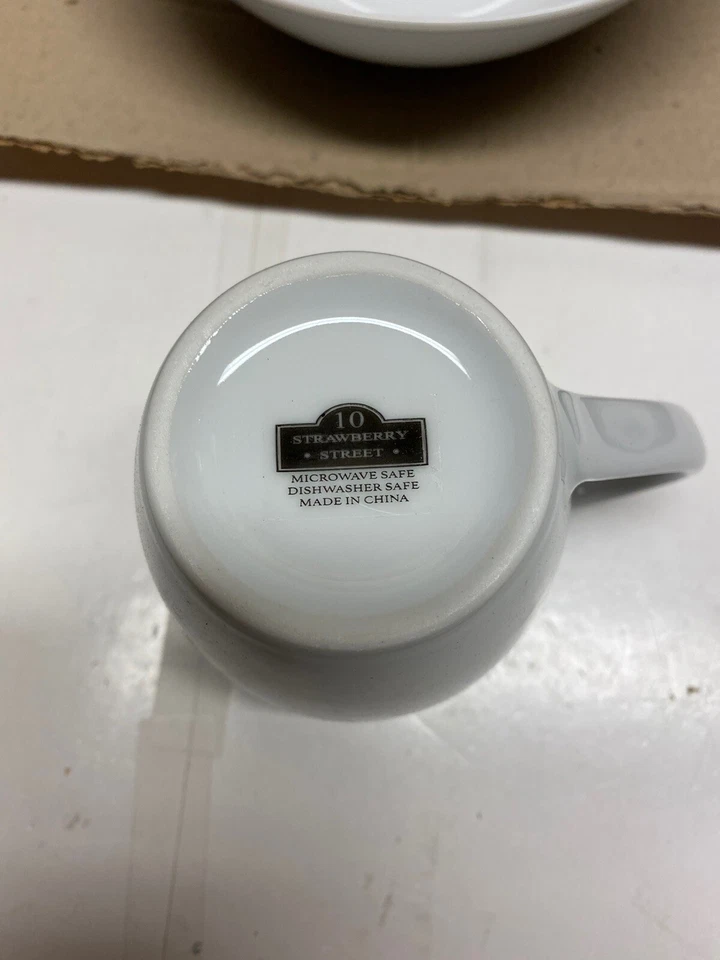 10
STRAWBERRY
• STREET •
MICROWAVE SAFE
DISHWASHER SAFE
MADE IN CHINA